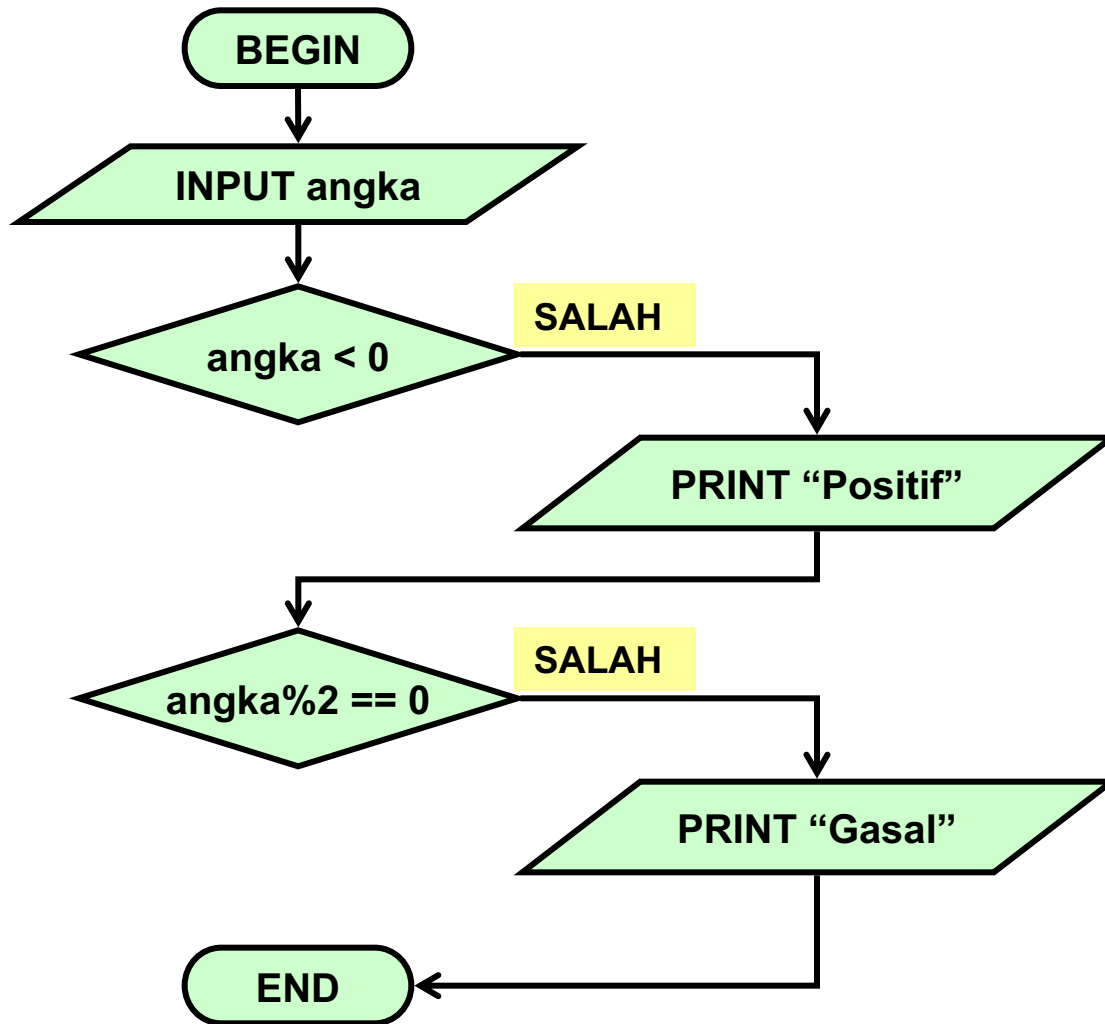 BEGIN
INPUT angka
SALAH
angka < 0
PRINT “Positif”
SALAH
angka%2 == 0
PRINT “Gasal”
END